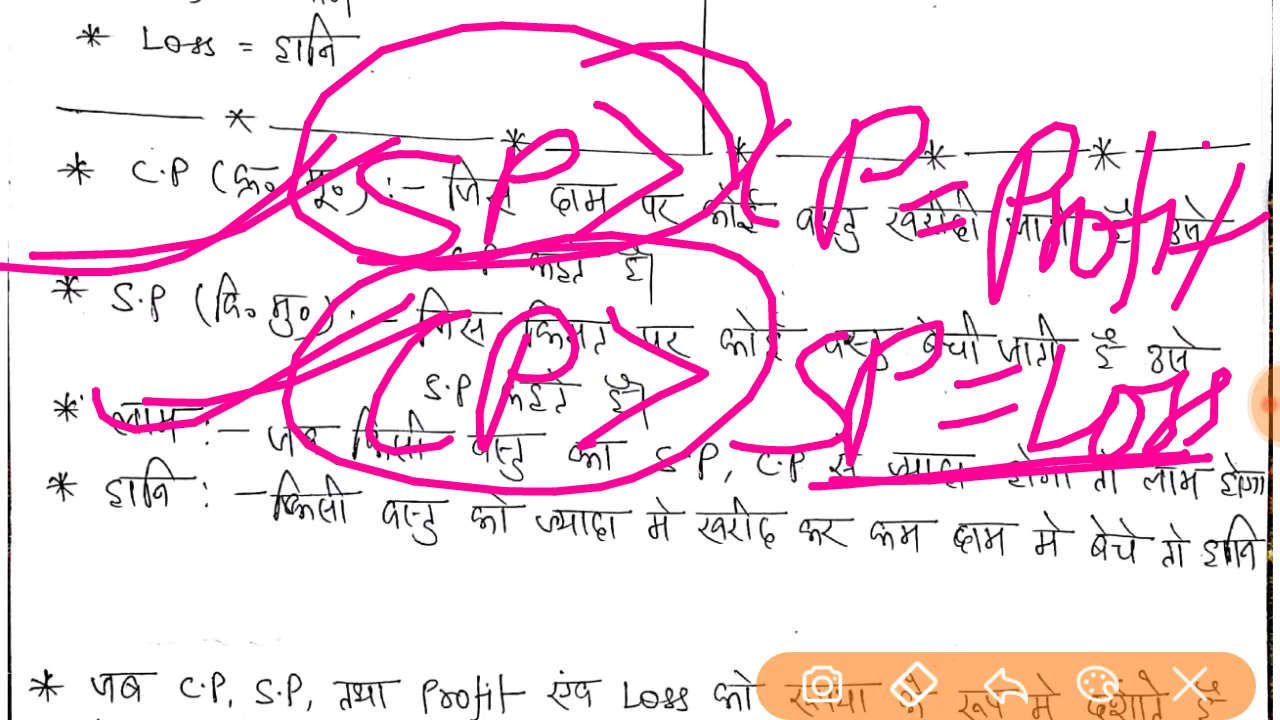 * Loss = हानि
* C.P (क्र० मू०) :- जिस दाम पर कोई वस्तु खरीदी जाती है उसे
C.P कहते है।
SP > CP = Profit
* S.P (वि० मु०) :- जिस किमत पर कोई वस्तु बेची जाती है उसे
S.P कहते है।
CP > SP = Loss
* लाभ :- जब किसी वस्तु का S.P, C.P से ज्यादा होगा तो लाभ होगा
* हानि :- किसी वस्तु को ज्यादा मे खरीद कर कम दाम मे बेचे तो हानि
* जब C.P, S.P, तथा Profit एंव Loss को रूप मे दर्शाते है